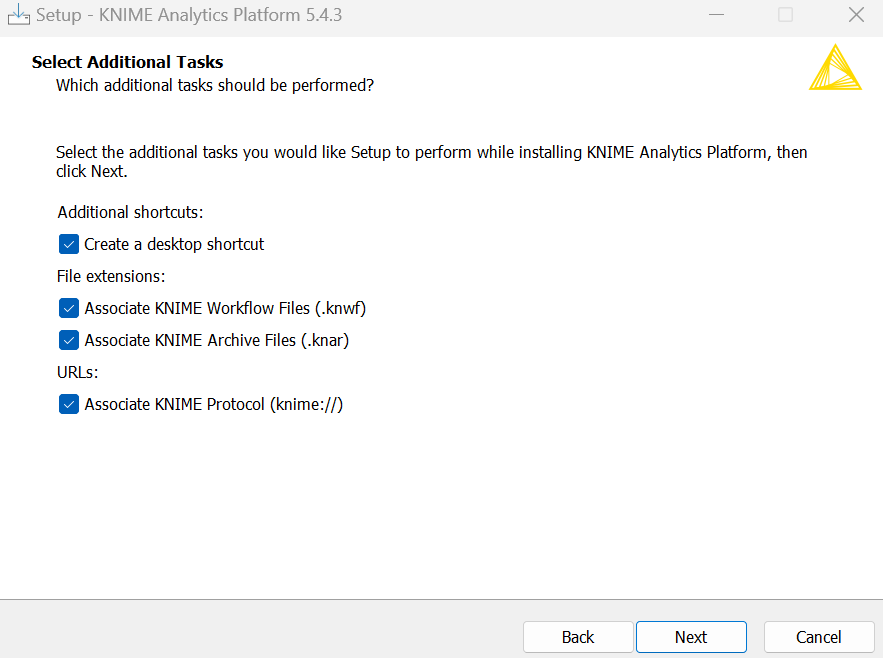 Setup - KNIME Analytics Platform 5.4.3
Select Additional Tasks
Which additional tasks should be performed?
Select the additional tasks you would like Setup to perform while installing KNIME Analytics Platform, then
click Next.
Additional shortcuts:
Create a desktop shortcut
File extensions:
Associate KNIME Workflow Files (.knwf)
Associate KNIME Archive Files (.knar)
URLs:
Associate KNIME Protocol (knime://)
Back Next Cancel